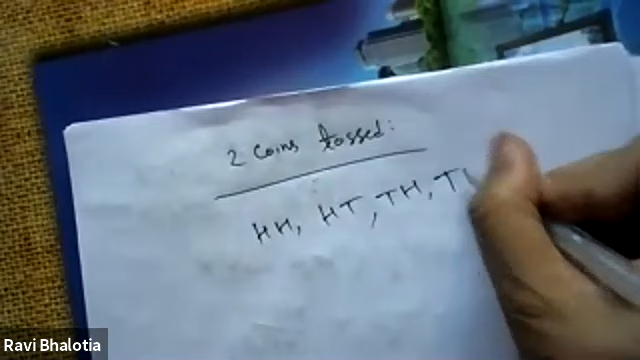 2 Coins tossed:
HH, HT, TH, T
Ravi Bhalotia